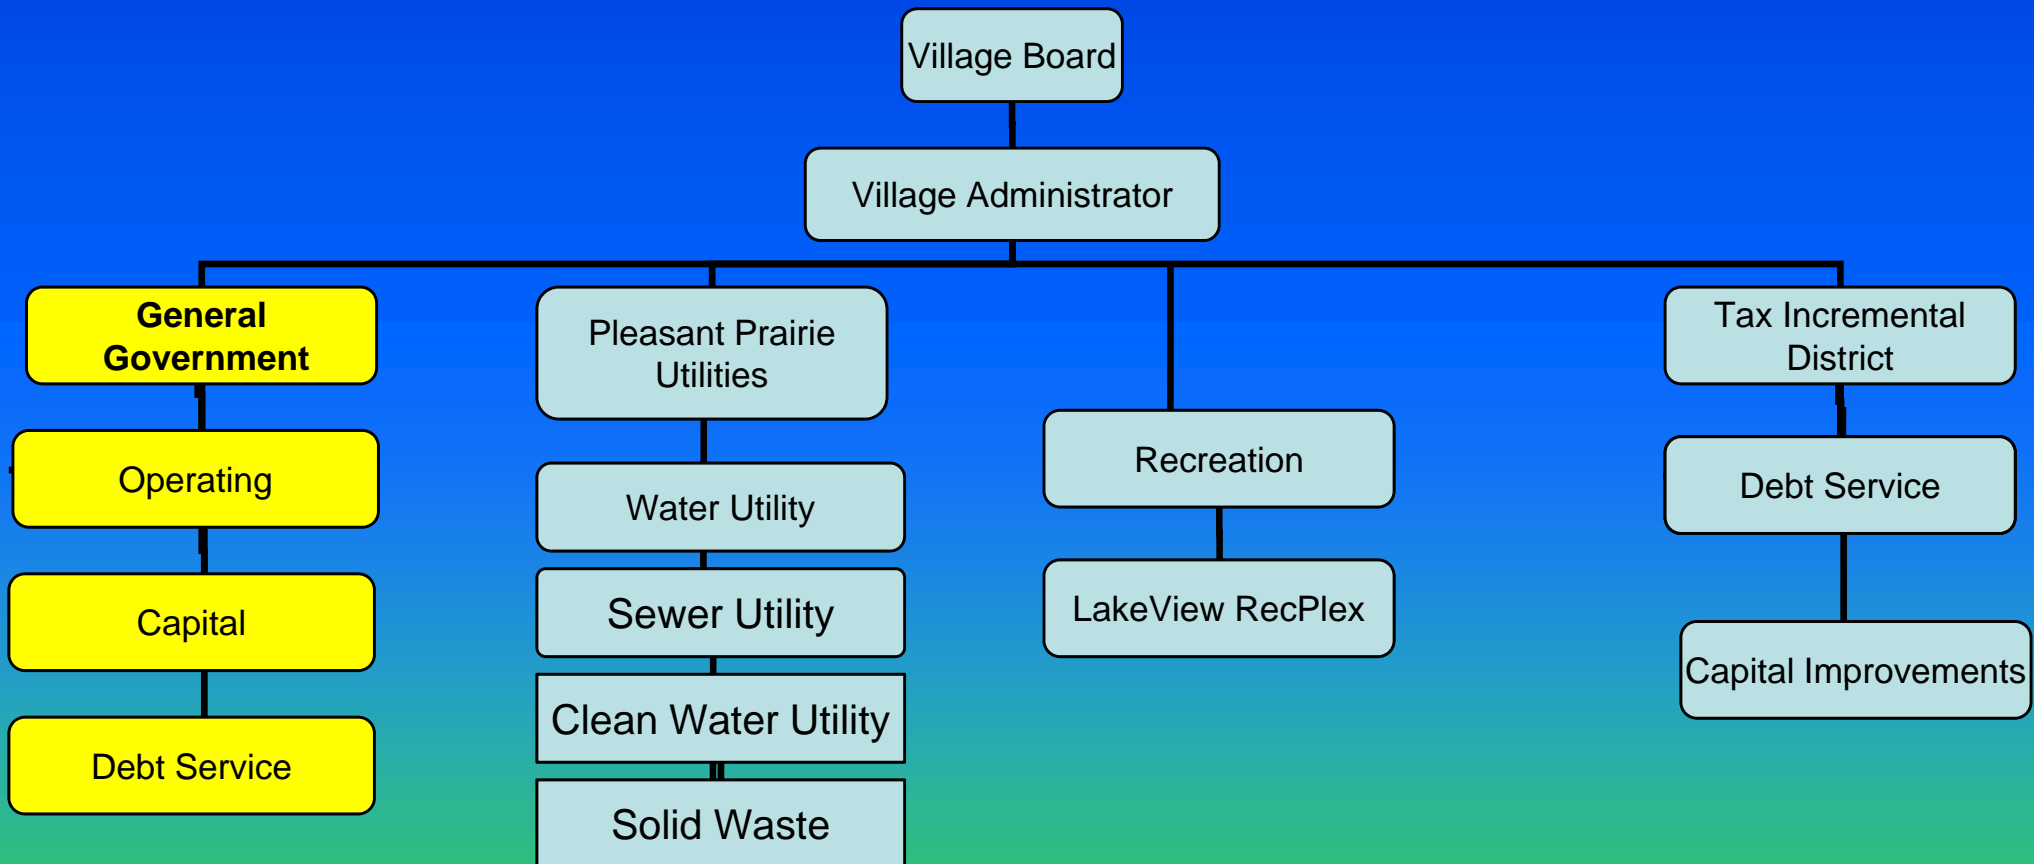 Village Board
Village Administrator
General
Government
Operating
Capital
Debt Service
Pleasant Prairie
Utilities
Water Utility
Sewer Utility
Clean Water Utility
Solid Waste
Recreation
LakeView RecPlex
Tax Incremental
District
Debt Service
Capital Improvements